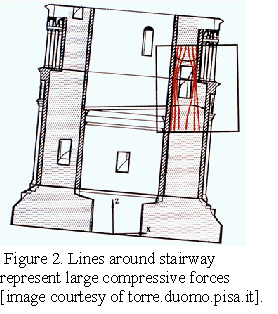 z
x
Figure 2. Lines around stairway
represent large compressive forces
[image courtesy of torre.duomo.pisa.it].